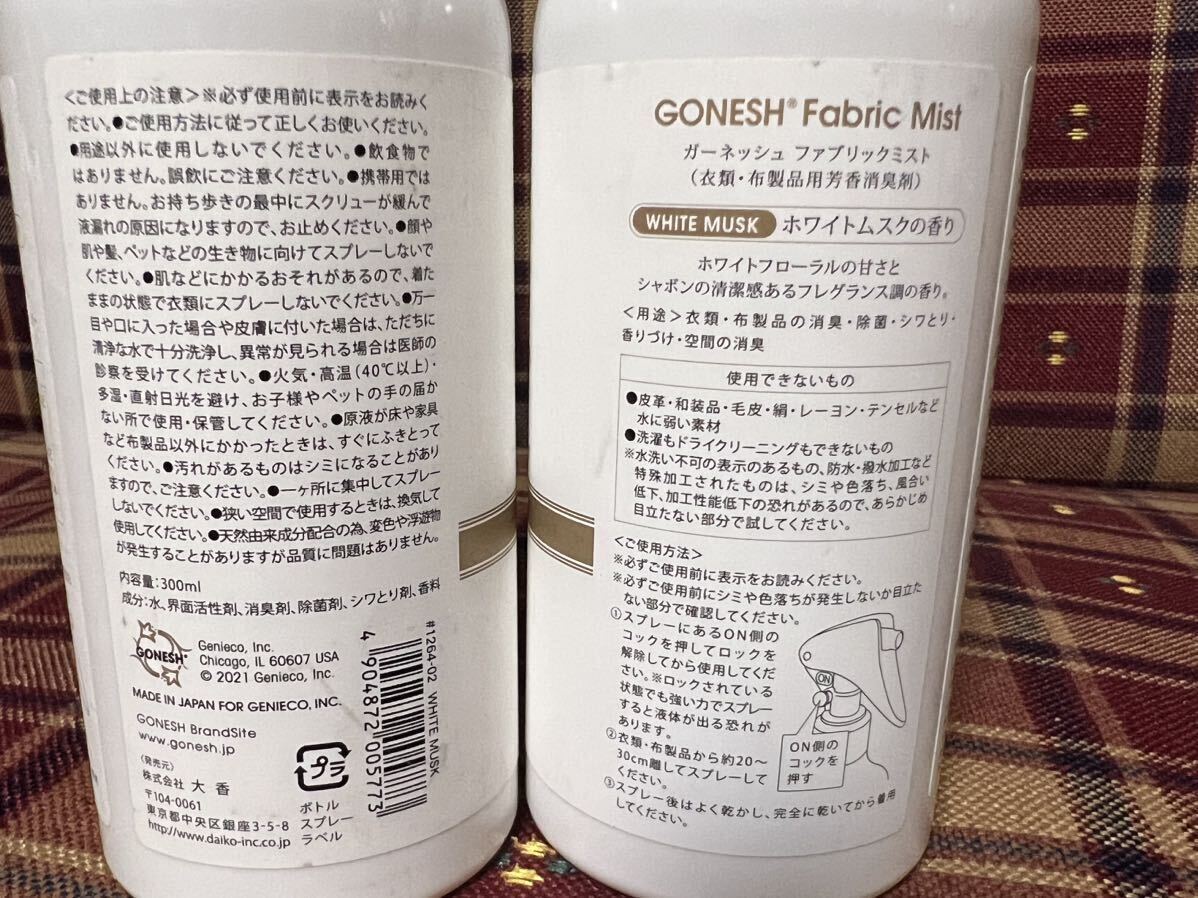 <ご使用上の注意>※必ず使用前に表示をお読みく
ださい。●ご使用方法に従って正しくお使いください。
●用途以外に使用しないでください。●飲食物で
はありません。誤飲にご注意ください。●携帯用では
ありません。お持ち歩きの最中にスクリューが緩んで
液漏れの原因になりますので、お止めください。●顔や
肌や髪、ペットなどの生き物に向けてスプレーしないで
ください。●肌などにかかるおそれがあるので、着た
ままの状態で衣類にスプレーしないでください。●万一
目や口に入った場合や皮膚に付いた場合は、ただちに
清浄な水で十分洗浄し、異常が見られる場合は医師の
診察を受けてください。●火気・高温(40℃以上)・
多湿・直射日光を避け、お子様やペットの手の届か
ない所で使用・保管してください。●原液が床や家具
など布製品以外にかかったときは、すぐにふきとって
ください。●汚れがあるものはシミになることがあり
ますので、ご注意ください。●一ヶ所に集中してスプレー
しないでください。●狭い空間で使用するときは、換気して
使用してください。●天然由来成分配合の為、変色や浮遊物
が発生することがありますが品質に問題はありません。
内容量:300ml
成分:水、界面活性剤、消臭剤、除菌剤、シワとり剤、香料
GONESH®
Genieco, Inc.
Chicago, IL 60607 USA
© 2021 Genieco, Inc.
MADE IN JAPAN FOR GENIECO, INC.
GONESH BrandSite
www.gonesh.jp
(発売元)
株式会社 大香
〒104-0061
東京都中央区銀座3-5-8
http://www.daiko-inc.co.jp
プラ
ボトル
スプレー
ラベル
#1264-02 WHITE MUSK
4 904872 005773
GONESH® Fabric Mist
ガーネッシュ ファブリックミスト
(衣類・布製品用芳香消臭剤)
WHITE MUSK ホワイトムスクの香り
ホワイトフローラルの甘さと
シャボンの清潔感あるフレグランス調の香り。
<用途>衣類・布製品の消臭・除菌・シワとり・
香りづけ・空間の消臭
使用できないもの
●皮革・和装品・毛皮・絹・レーヨン・テンセルなど
水に弱い素材
●洗濯もドライクリーニングもできないもの
※水洗い不可の表示のあるもの、防水・撥水加工など
特殊加工されたものは、シミや色落ち、風合い
低下、加工性能低下の恐れがあるので、あらかじめ
目立たない部分で試してください。
<ご使用方法>
※必ずご使用前に表示をお読みください。
※必ずご使用前にシミや色落ちが発生しないか目立た
ない部分で確認してください。
①スプレーにあるON側の
コックを押してロックを
解除してから使用してくだ
さい。※ロックされている
状態でも強い力でスプレー
すると液体が出る恐れが
あります。
②衣類・布製品から約20～
30cm離してスプレーして
ください。
③スプレー後はよく乾かし、完全に乾いてから着用
してください。
ON
ON側の
コックを
押す